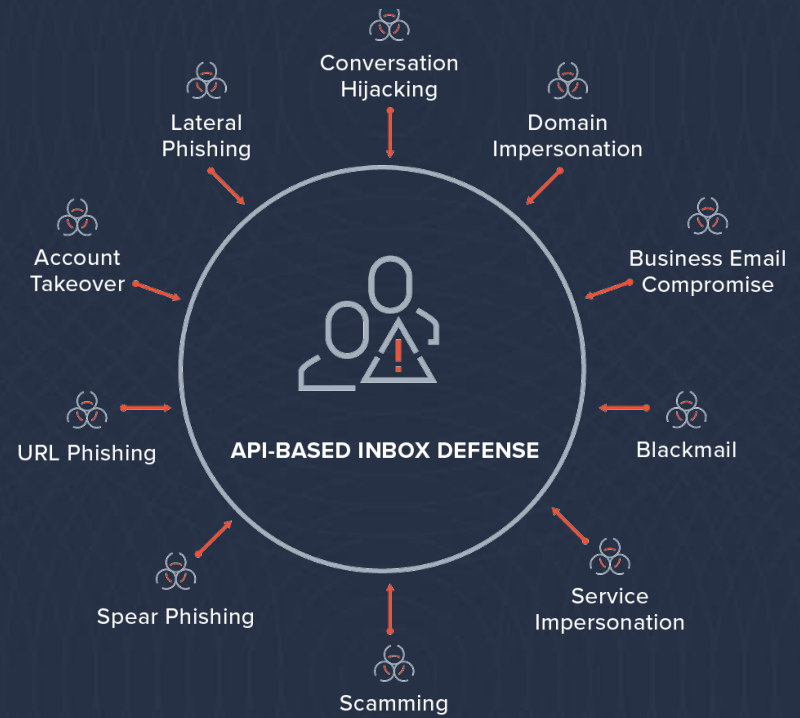 Conversation
Hijacking
Domain
Impersonation
Business Email
Compromise
Blackmail
Service
Impersonation
Scamming
Spear Phishing
URL Phishing
Account
Takeover
Lateral
Phishing
API-BASED INBOX DEFENSE